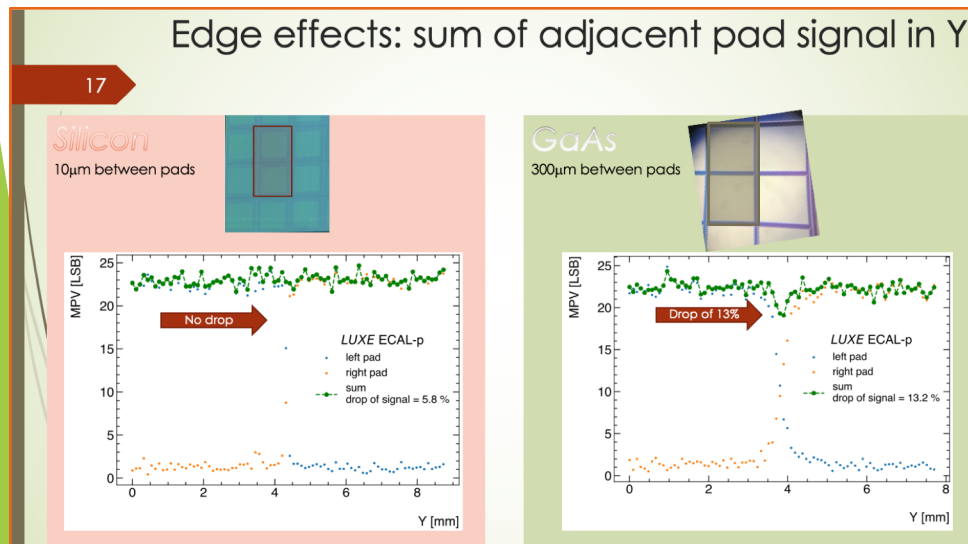 Edge effects: sum of adjacent pad signal in Y
17
Silicon
10μm between pads
MPV [LSB]
25
20
15
10
5
0
No drop
LUXE ECAL-p
left pad
right pad
sum
drop of signal = 5.8 %
0
2
4
6
8
Y [mm]
GaAs
300μm between pads
MPV [LSB]
25
20
15
10
5
0
Drop of 13%
LUXE ECAL-p
left pad
right pad
sum
drop of signal = 13.2 %
0
2
4
6
8
Y [mm]